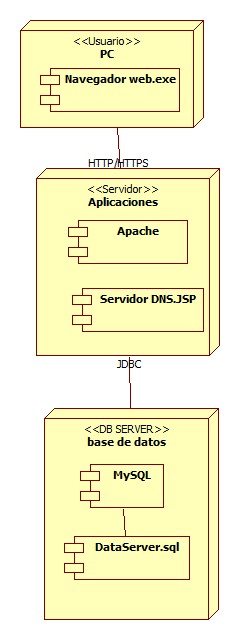 <<Usuario>>
PC
Navegador web.exe
HTTP/HTTPS
<<Servidor>>
Aplicaciones
Apache
Servidor DNS.JSP
JDBC
<<DB SERVER>>
base de datos
MySQL
DataServer.sql